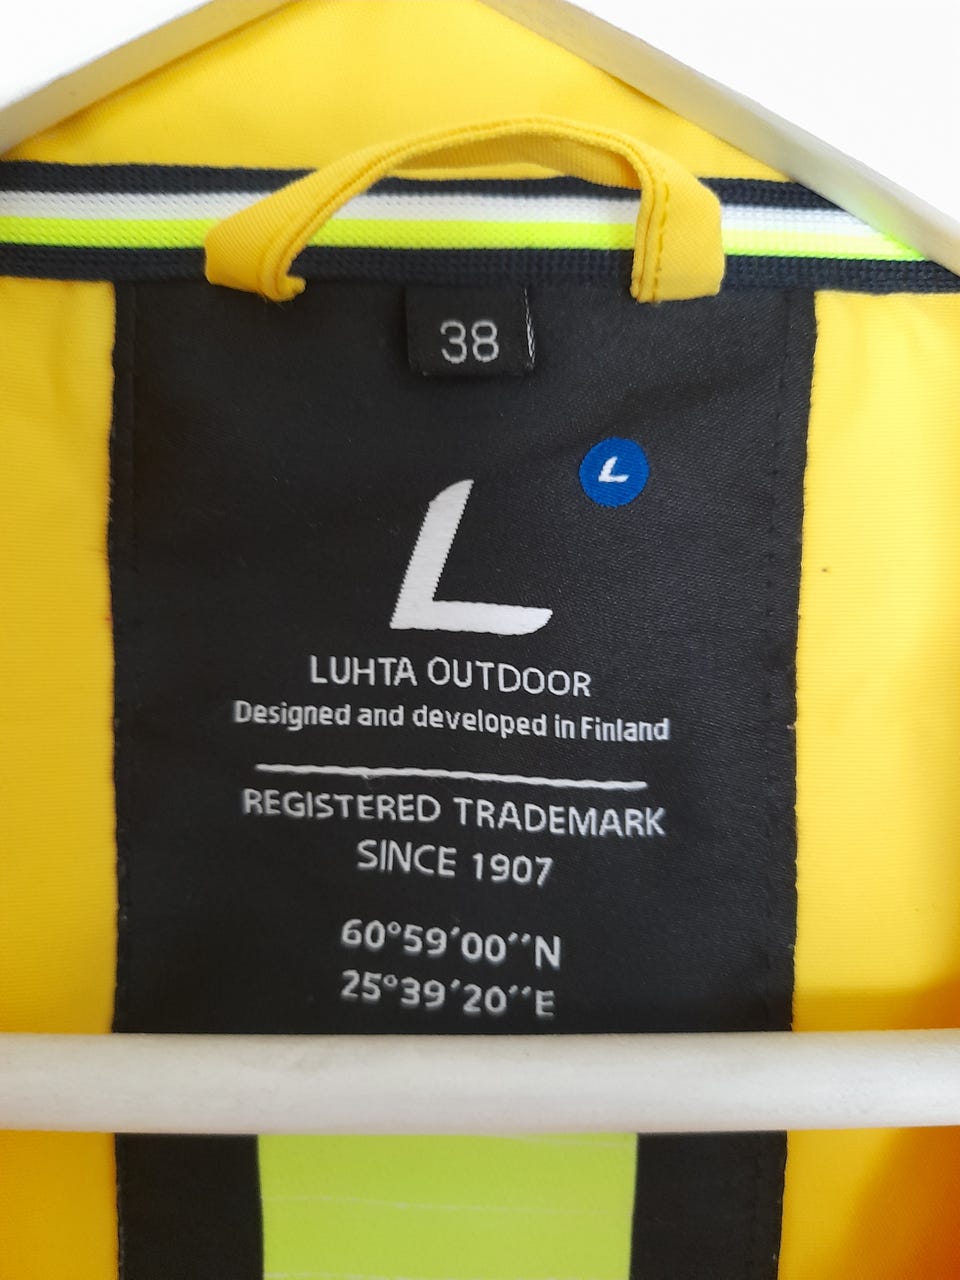 38
L
L
LUHTA OUTDOOR
Designed and developed in Finland
REGISTERED TRADEMARK
SINCE 1907
60°59′00′′N
25°39′20′′E